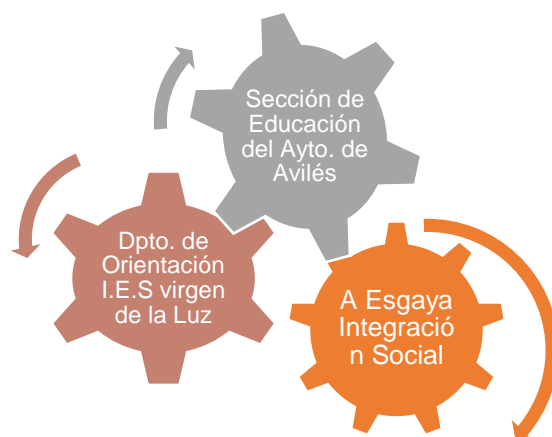 Sección de
Educación
del Ayto. de
Avilés
Dpto. de
Orientación
I.E.S virgen
de la Luz
A Esgaya
Integració
n Social